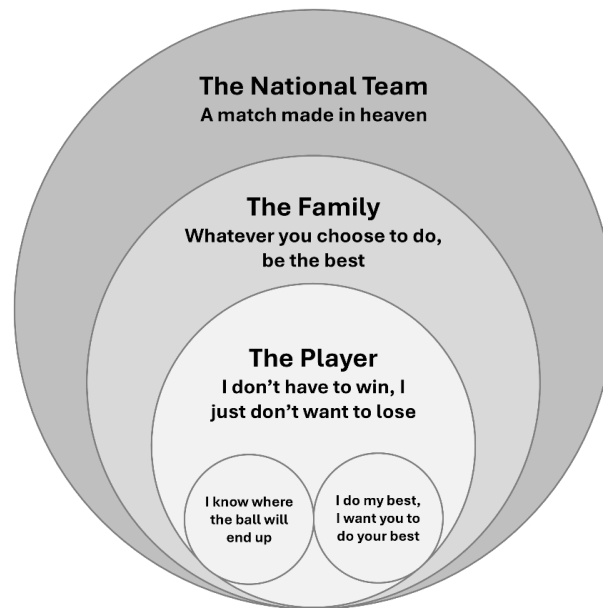 The National Team
A match made in heaven
The Family
Whatever you choose to do,
be the best
The Player
I don’t have to win, I
just don’t want to lose
I know where
the ball will
end up
I do my best,
I want you to
do your best